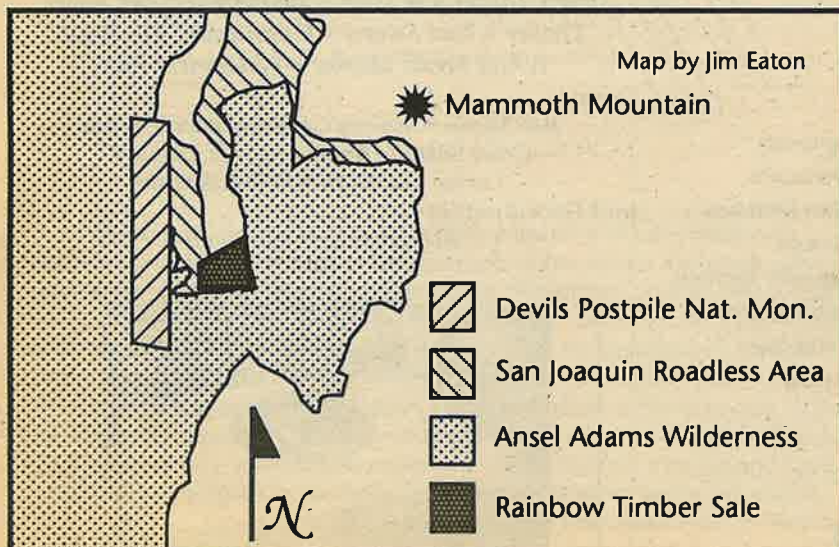 Map by Jim Eaton
Mammoth Mountain
Devils Postpile Nat. Mon.
San Joaquin Roadless Area
Ansel Adams Wilderness
Rainbow Timber Sale
N